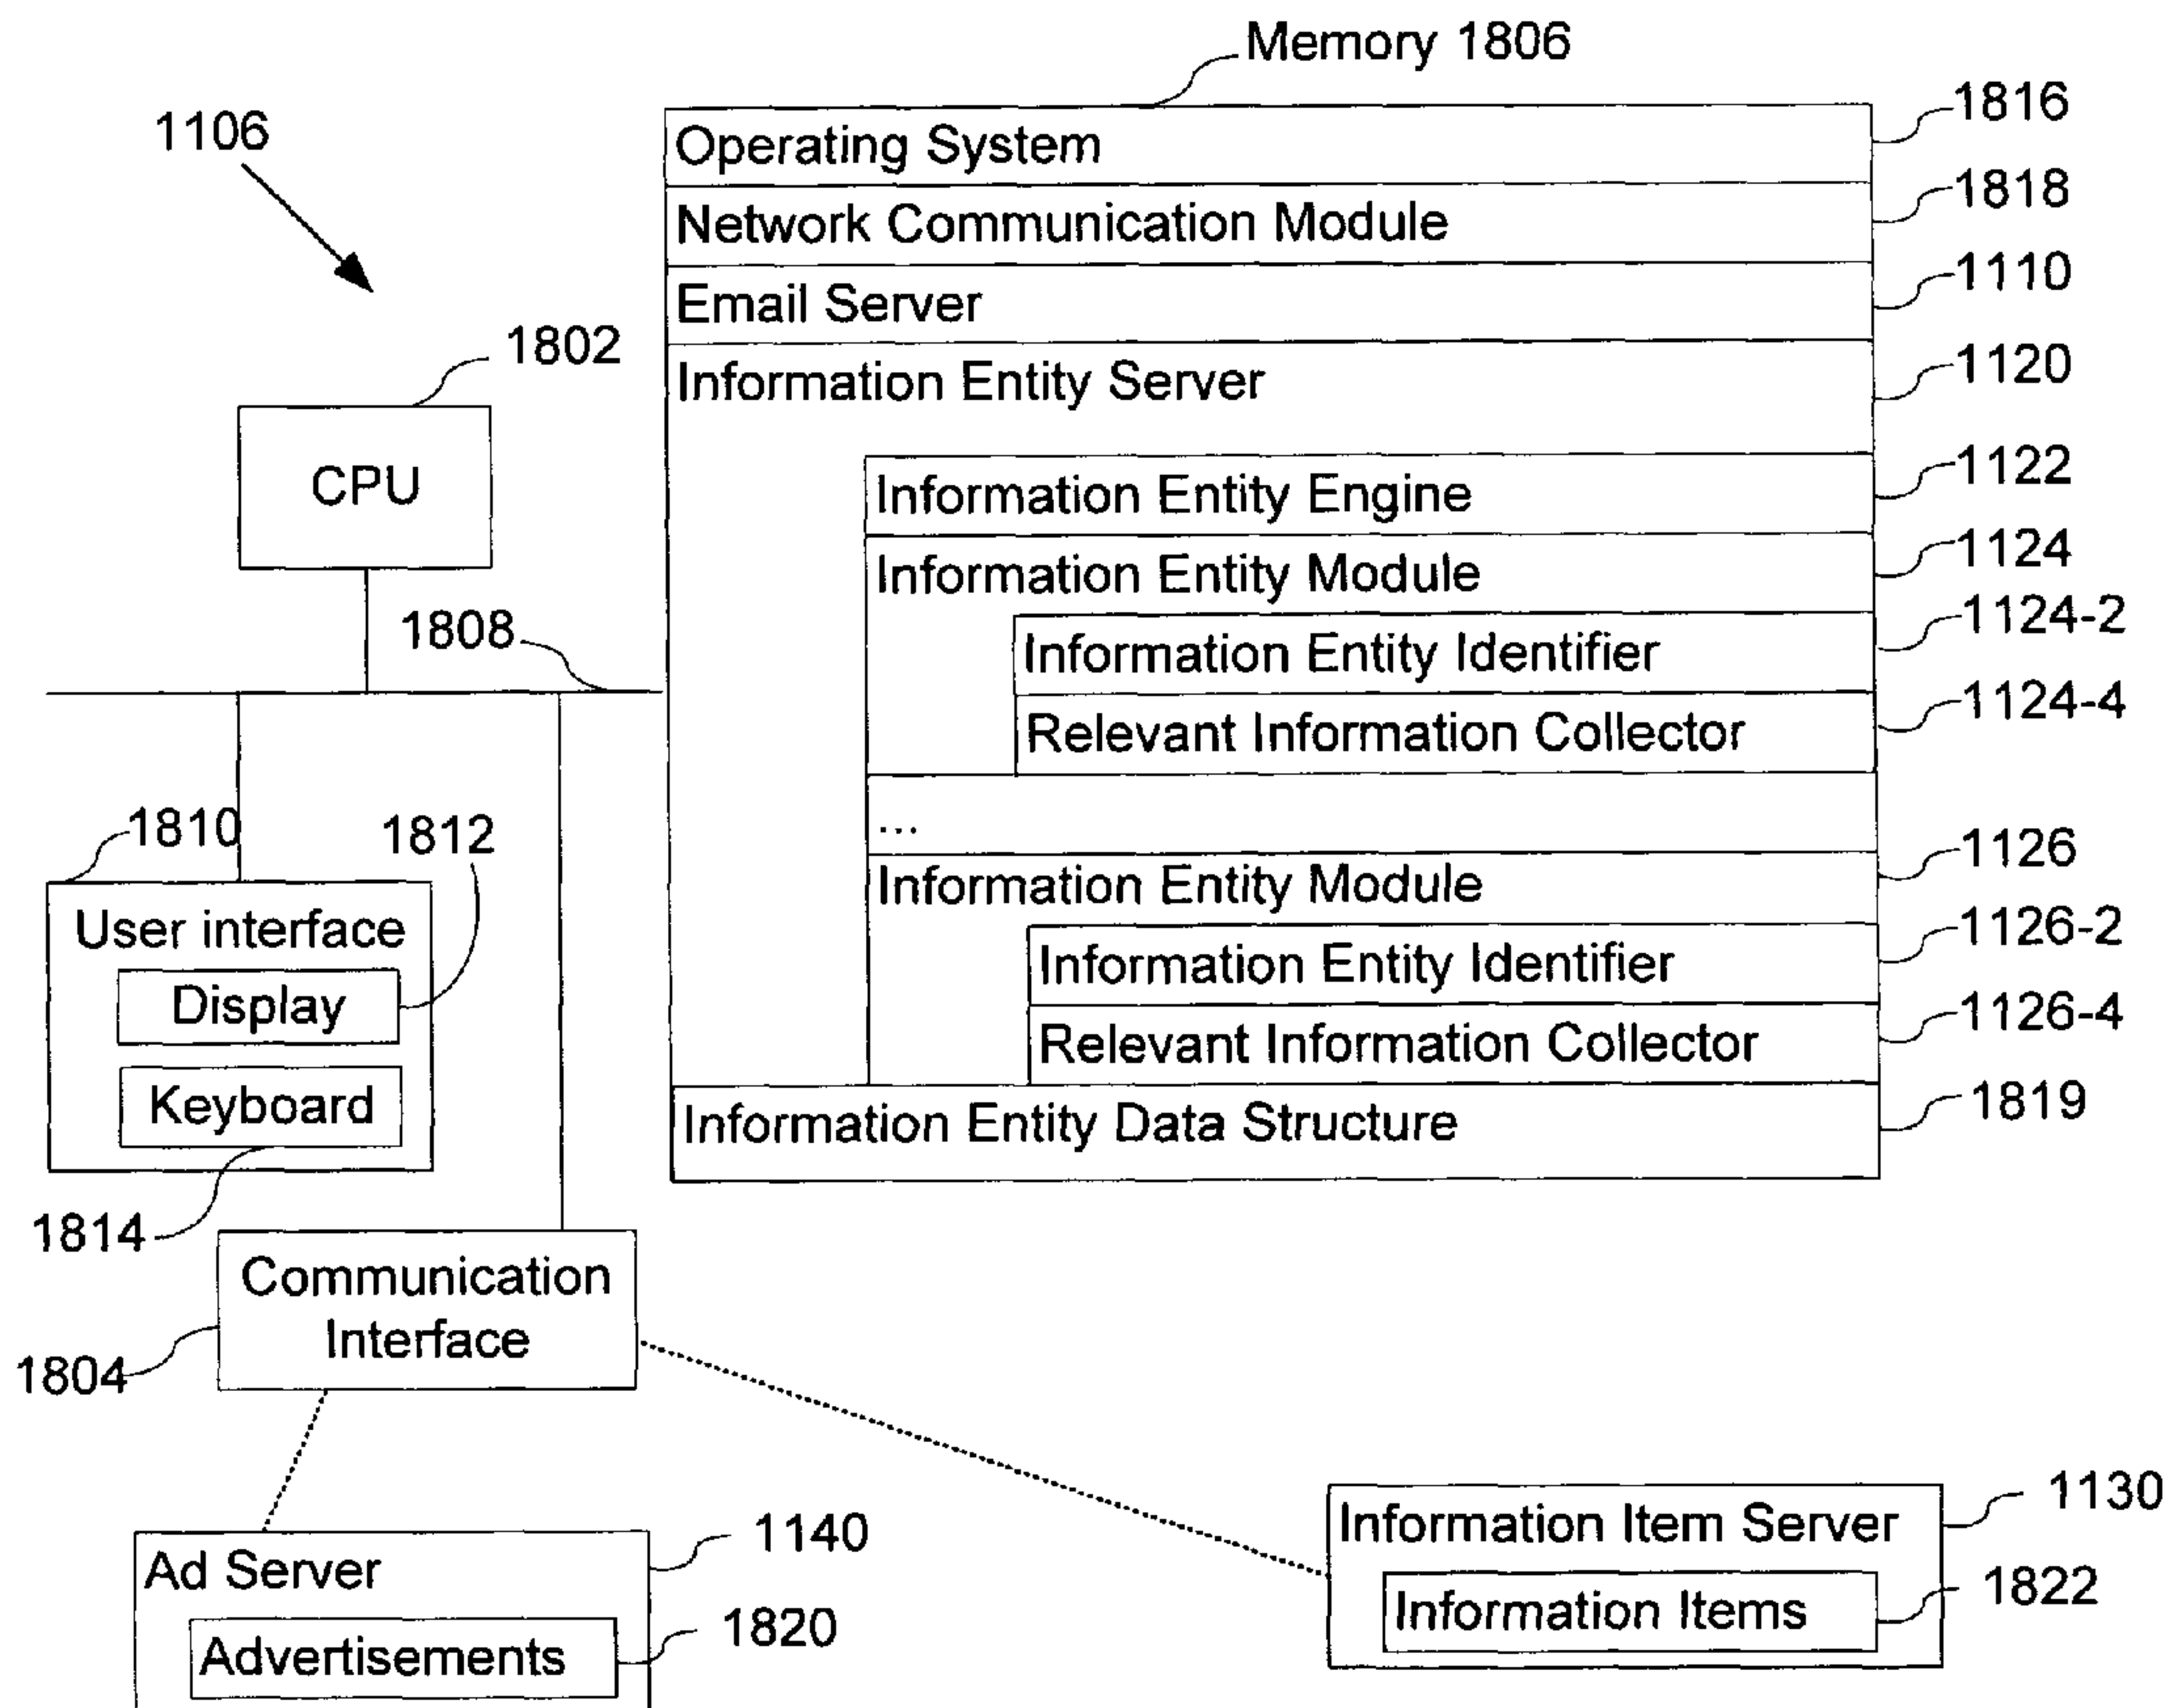 Memory 1806
1106
Operating System
1816
Network Communication Module
1818
Email Server
1110
1802
Information Entity Server
1120
CPU
Information Entity Engine
1122
Information Entity Module
1124
1808
Information Entity Identifier
1124-2
Relevant Information Collector
1124-4
...
1810
1812
Information Entity Module
1126
User interface
Information Entity Identifier
1126-2
Display
Relevant Information Collector
1126-4
Keyboard
Information Entity Data Structure
1819
1814
Communication
Interface
1804
Ad Server
1140
Advertisements
1820
Information Item Server
1130
Information Items
1822